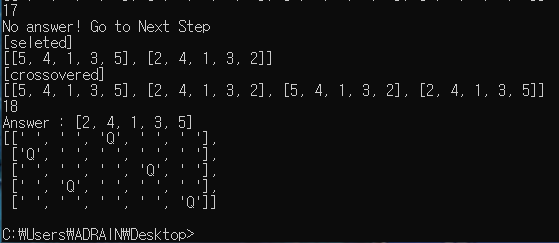 17
No answer! Go to Next Step
[seleted]
[[5, 4, 1, 3, 5], [2, 4, 1, 3, 2]]
[crossovered]
[[5, 4, 1, 3, 5], [2, 4, 1, 3, 2], [5, 4, 1, 3, 2], [2, 4, 1, 3, 5]]
18
Answer : [2, 4, 1, 3, 5]
[[' ', ' ', 'Q', ' ', ' '],
 ['Q', ' ', ' ', ' ', ' '],
 [' ', ' ', ' ', 'Q', ' '],
 [' ', 'Q', ' ', ' ', ' '],
 [' ', ' ', ' ', ' ', 'Q']]
C:₩Users₩ADRAIN₩Desktop>